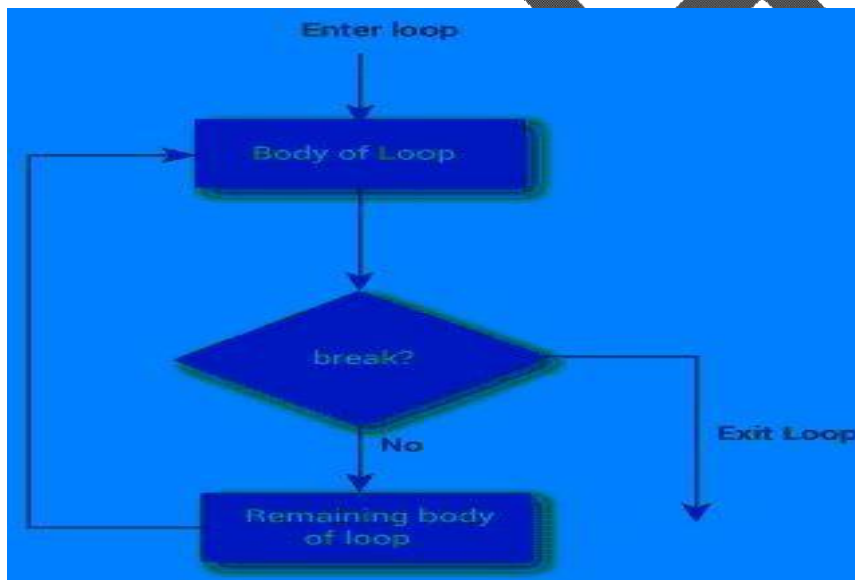 Enter loop
Body of Loop
break?
No
Exit Loop
Remaining body
of loop